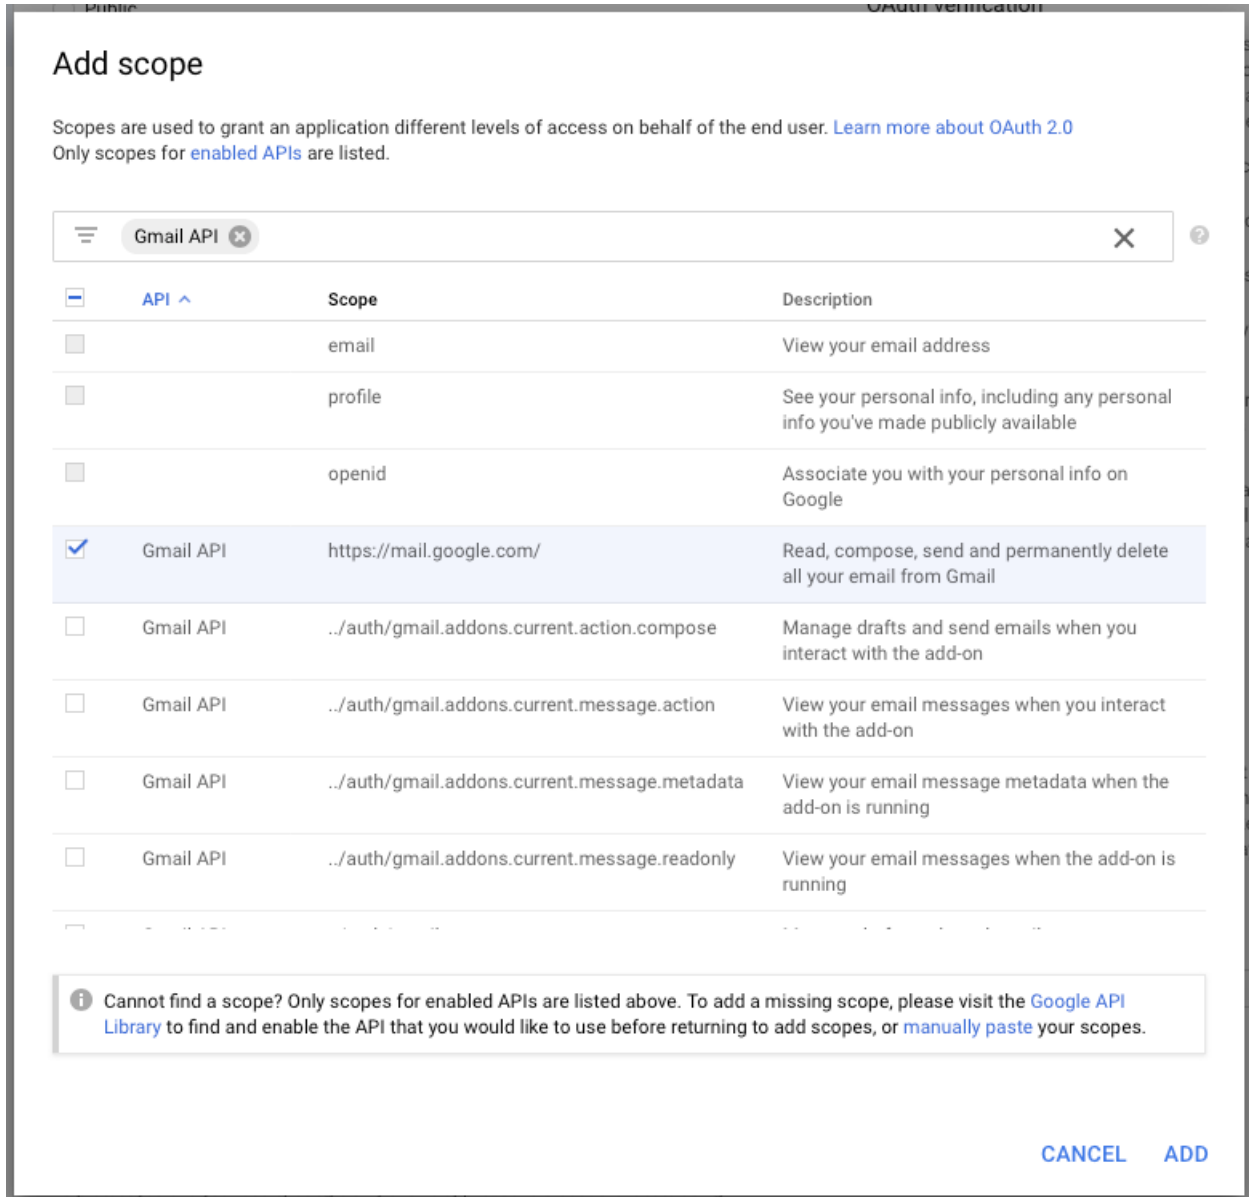 Public
OAuth verification
Add scope
Scopes are used to grant an application different levels of access on behalf of the end user. Learn more about OAuth 2.0
Only scopes for enabled APIs are listed.
Gmail API
API Scope Description
email View your email address
profile See your personal info, including any personal
info you've made publicly available
openid Associate you with your personal info on
Google
Gmail API https://mail.google.com/ Read, compose, send and permanently delete
all your email from Gmail
Gmail API ../auth/gmail.addons.current.action.compose Manage drafts and send emails when you
interact with the add-on
Gmail API ../auth/gmail.addons.current.message.action View your email messages when you interact
with the add-on
Gmail API ../auth/gmail.addons.current.message.metadata View your email message metadata when the
add-on is running
Gmail API ../auth/gmail.addons.current.message.readonly View your email messages when the add-on is
running
Cannot find a scope? Only scopes for enabled APIs are listed above. To add a missing scope, please visit the Google API
Library to find and enable the API that you would like to use before returning to add scopes, or manually paste your scopes.
CANCEL ADD